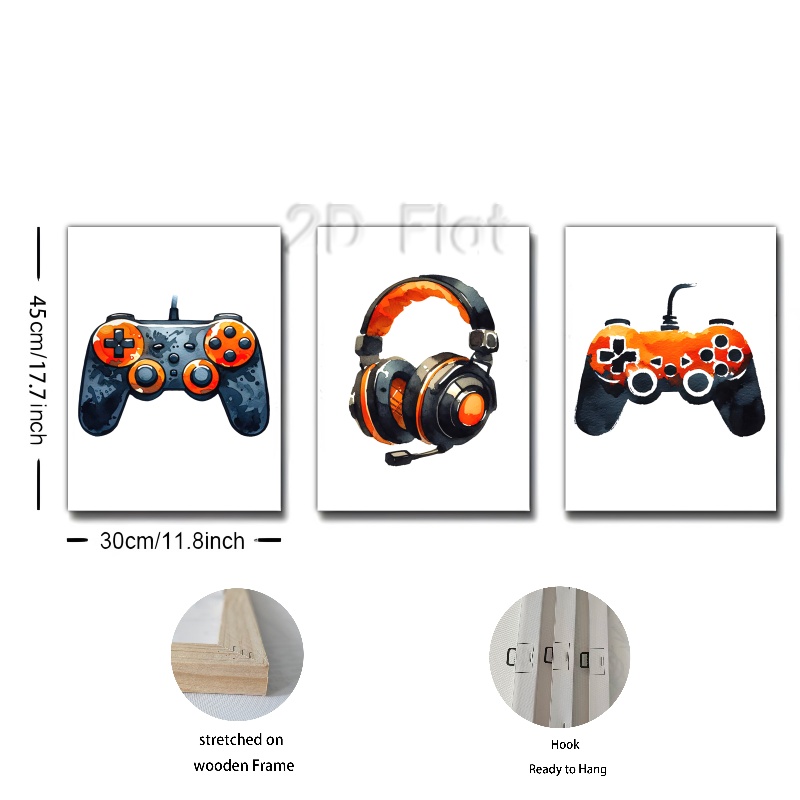 2D Flat
45cm/17.7inch
30cm/11.8inch
stretched on
wooden Frame
Hook
Ready to Hang